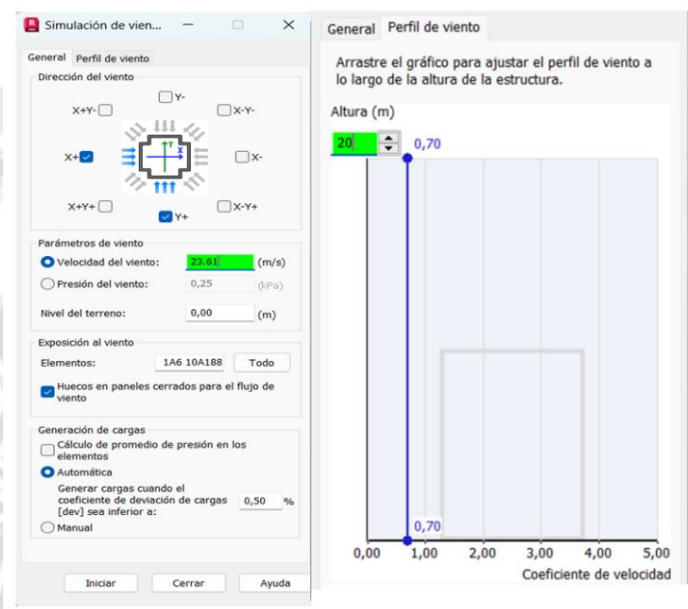 Simulación de vien...
General Perfil de viento
Dirección del viento
Y-
X+Y- X-Y-
X+ X-
Y X
X+Y+ X-Y+
Y+
Parámetros de viento
Velocidad del viento: 23.61 (m/s)
Presión del viento: 0,25 (kPa)
Nivel del terreno: 0,00 (m)
Exposición al viento
Elementos: 1A6 10A188 Todo
Huecos en paneles cerrados para el flujo de
viento
Generación de cargas
Cálculo de promedio de presión en los
elementos
Automática
Generar cargas cuando el
coeficiente de deviación de cargas 0,50 %
[dev] sea inferior a:
Manual
Iniciar Cerrar Ayuda
General Perfil de viento
Arrastre el gráfico para ajustar el perfil de viento a
lo largo de la altura de la estructura.
Altura (m)
20 0,70
0,70
0,00 1,00 2,00 3,00 4,00 5,00
Coeficiente de velocidad